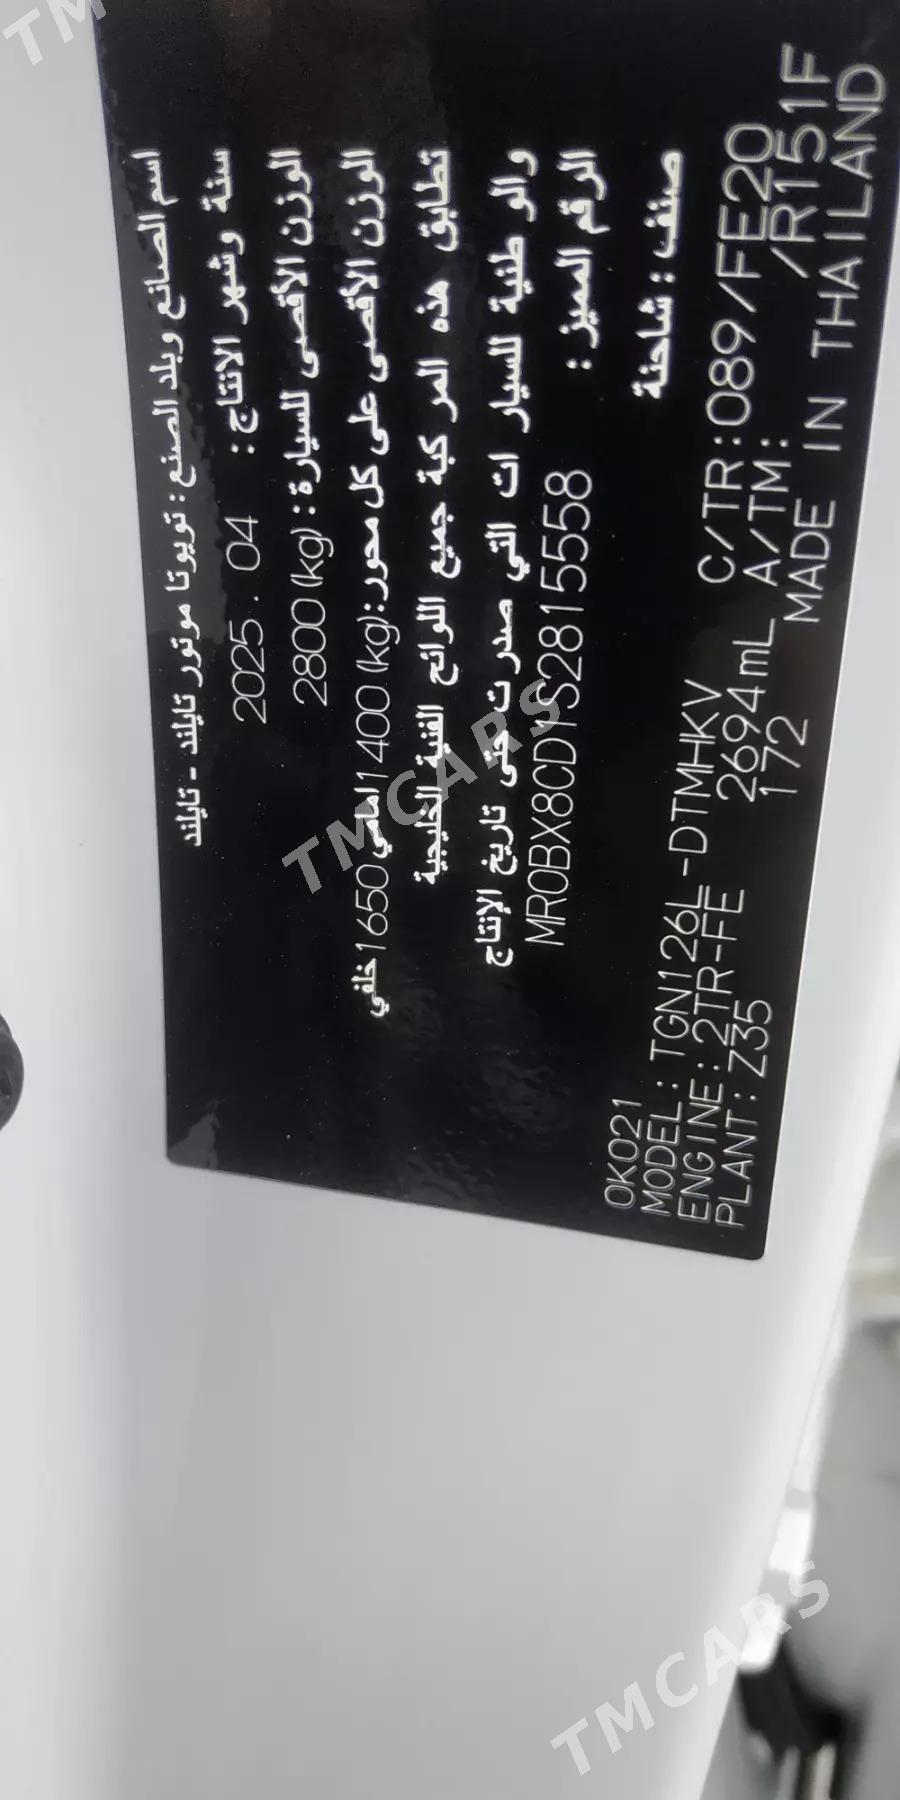 اسم الصانع وبلد الصنع : تويوتا موتور تايلند - تايلند
سنة وشهر الانتاج : 2025 . 04
الوزن الأقصى للسيارة : 2800 (kg)
الوزن الأقصى على كل محور: (kg) 1400 امامي 1650 خلفي
تطابق هذه المركبة جميع اللوائح الفنية الخليجية
والوطنية للسيارات التي صدرت حتى تاريخ الإنتاج
الرقم المميز : MR0BX8CD1S2815558
صنف : شاحنة
0K021
MODEL : TGN126L-DTMHKV C/TR : 089/FE20
ENGINE : 2TR-FE 2694mL A/TM : /R151F
PLANT : Z35 172 MADE IN THAILAND
TMCARS
TMCARS
TM